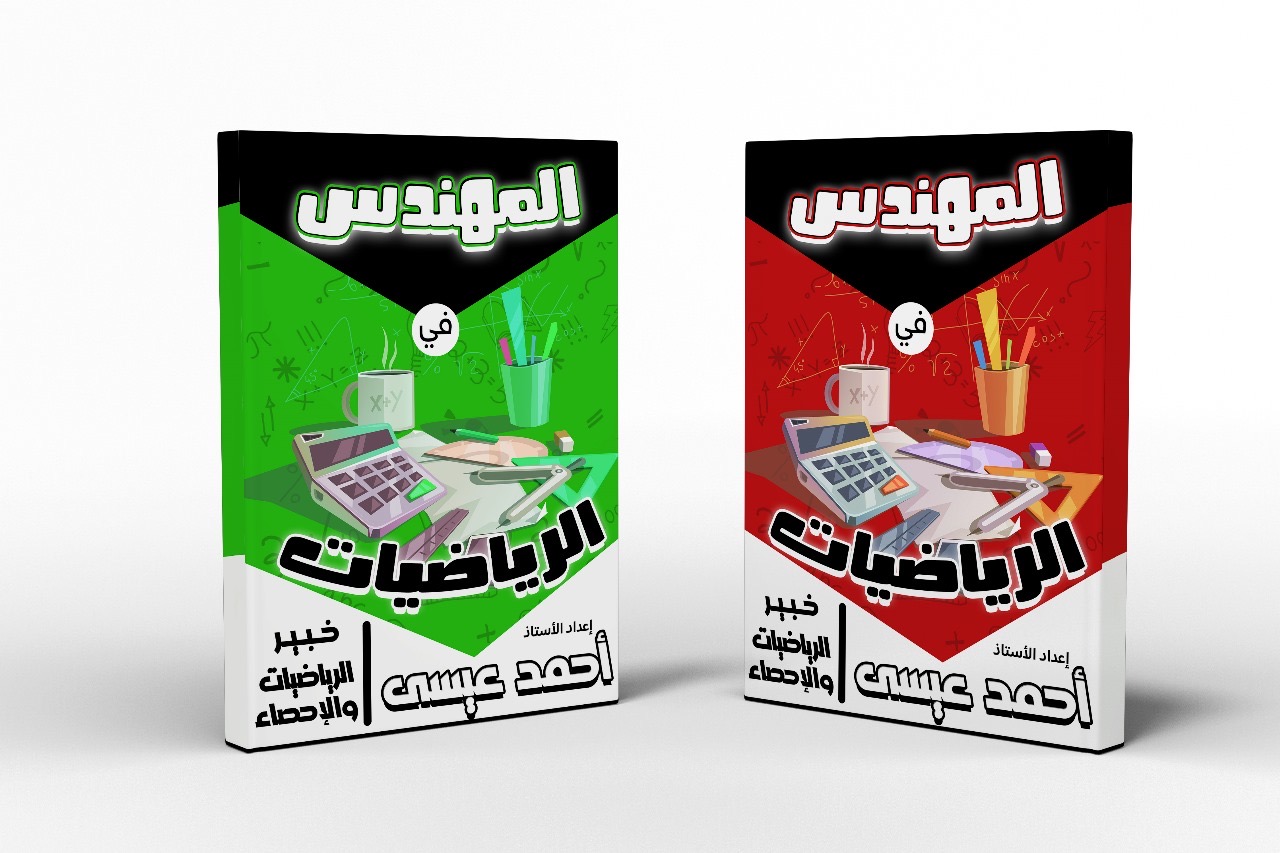 المهندس
في
X+Y
الرياضيات
إعداد الأستاذ
أحمد عيسى
خبير
الرياضيات
والإحصاء
المهندس
في
X+Y
الرياضيات
إعداد الأستاذ
أحمد عيسى
خبير
الرياضيات
والإحصاء